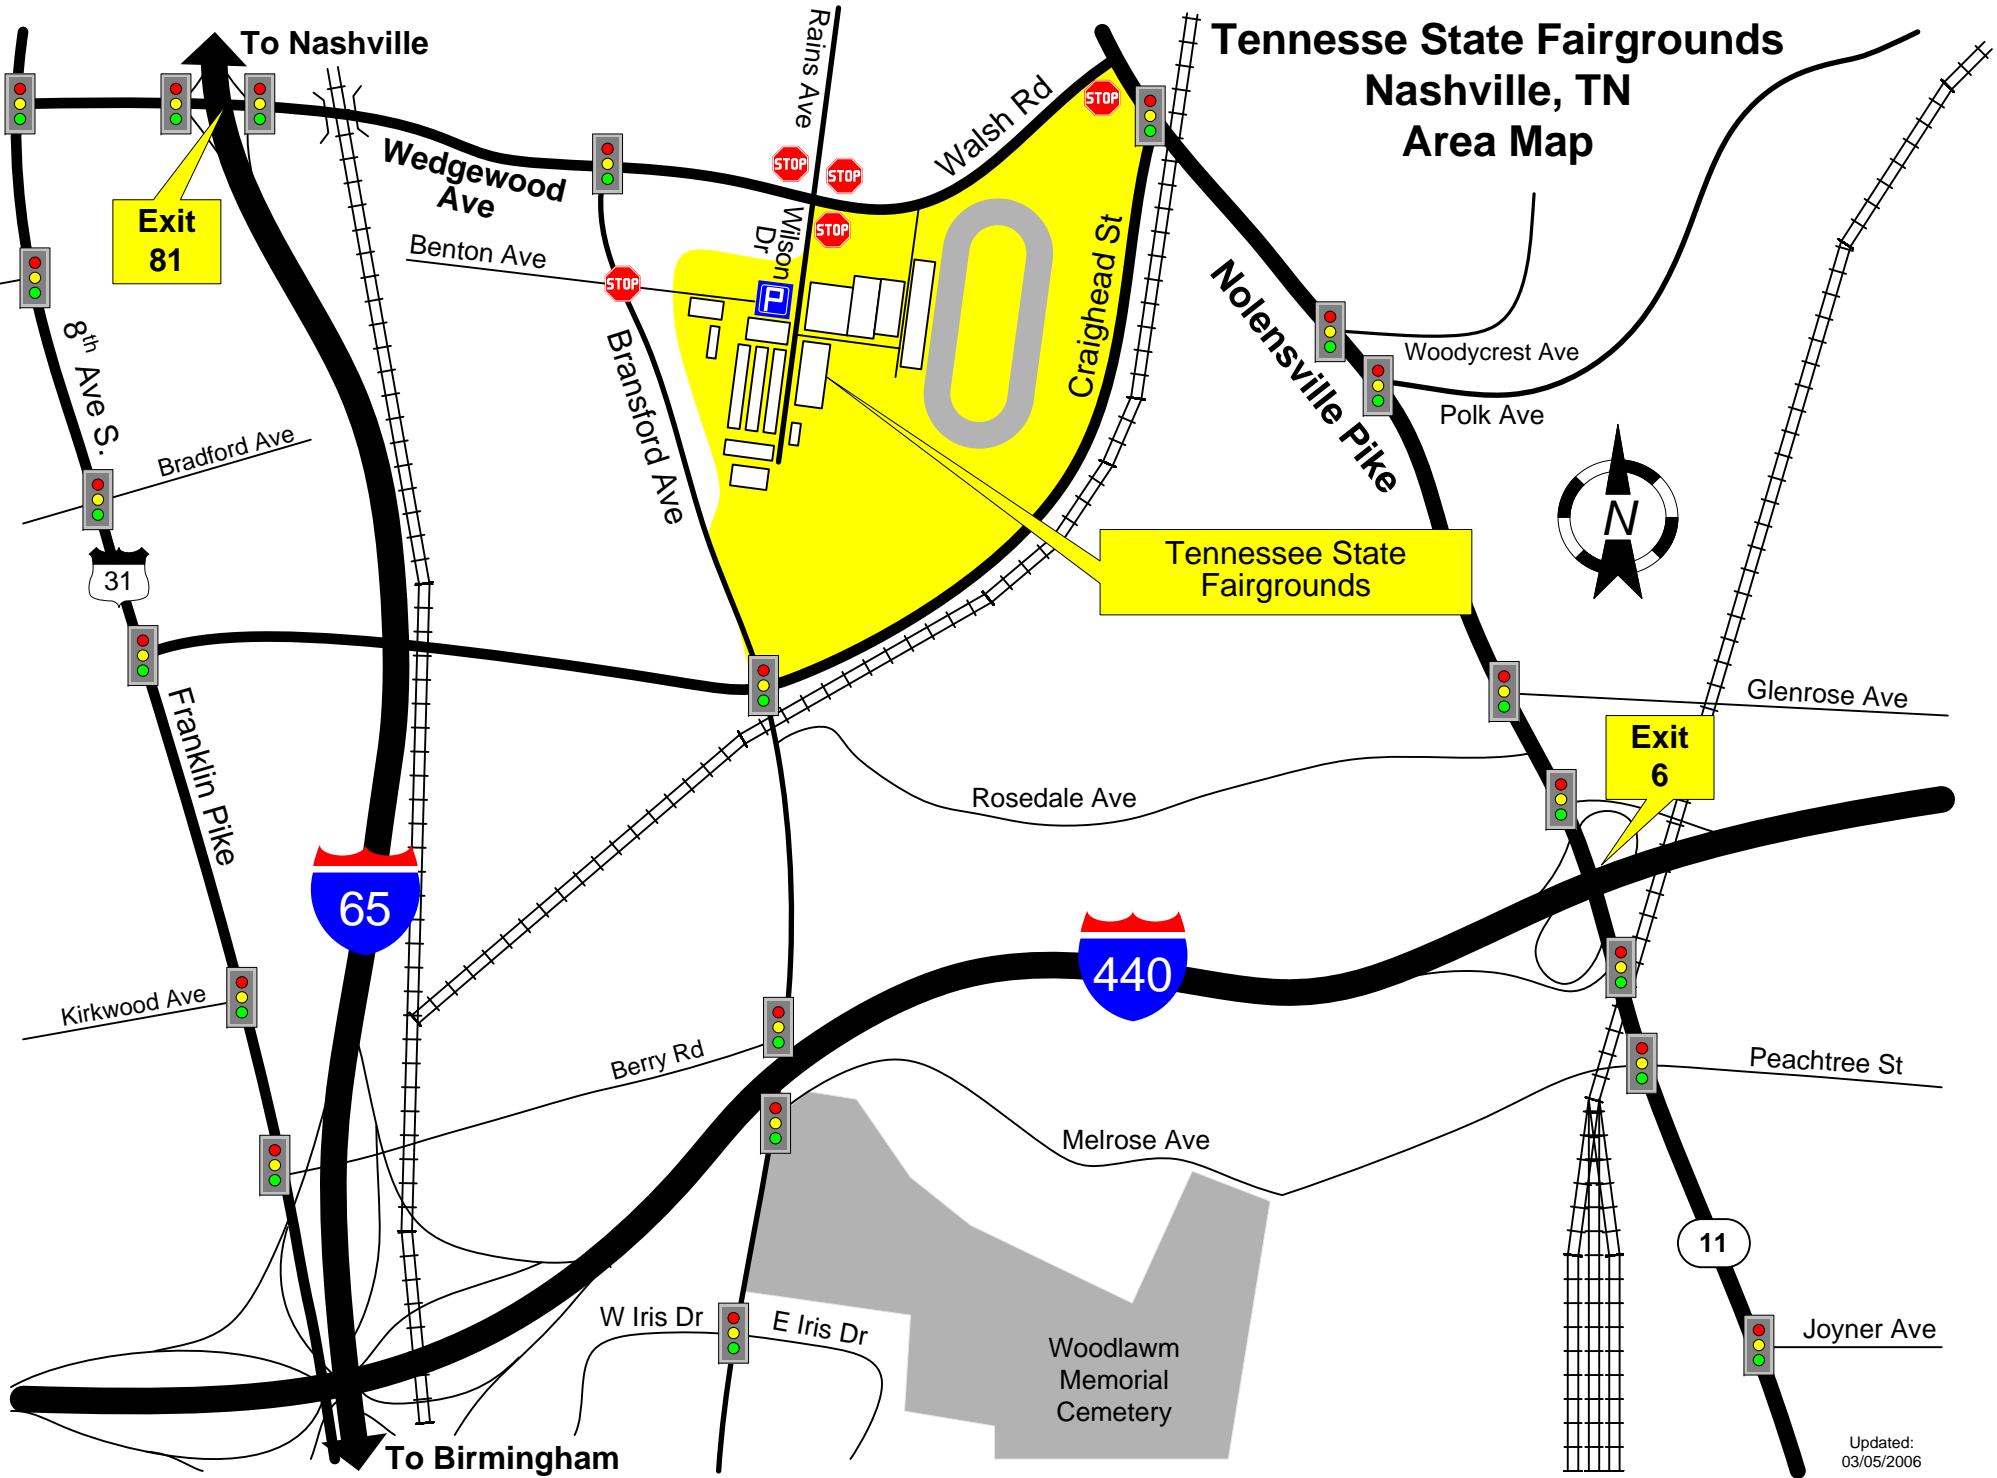 Tennesse State Fairgrounds
Nashville, TN
Area Map
To Nashville
Rains Ave
Walsh Rd
STOP
Wedgewood
Ave
STOP
STOP
STOP
Exit
81
Benton Ave
Wilson
Dr
STOP
P
Craighead St
Nolensville Pike
8th Ave S.
Bransford Ave
Woodycrest Ave
Polk Ave
Bradford Ave
N
31
Tennessee State
Fairgrounds
Franklin Pike
Glenrose Ave
Exit
6
Rosedale Ave
65
440
Kirkwood Ave
Berry Rd
Peachtree St
Melrose Ave
11
W Iris Dr
E Iris Dr
Joyner Ave
Woodlawm
Memorial
Cemetery
To Birmingham
Updated:
03/05/2006